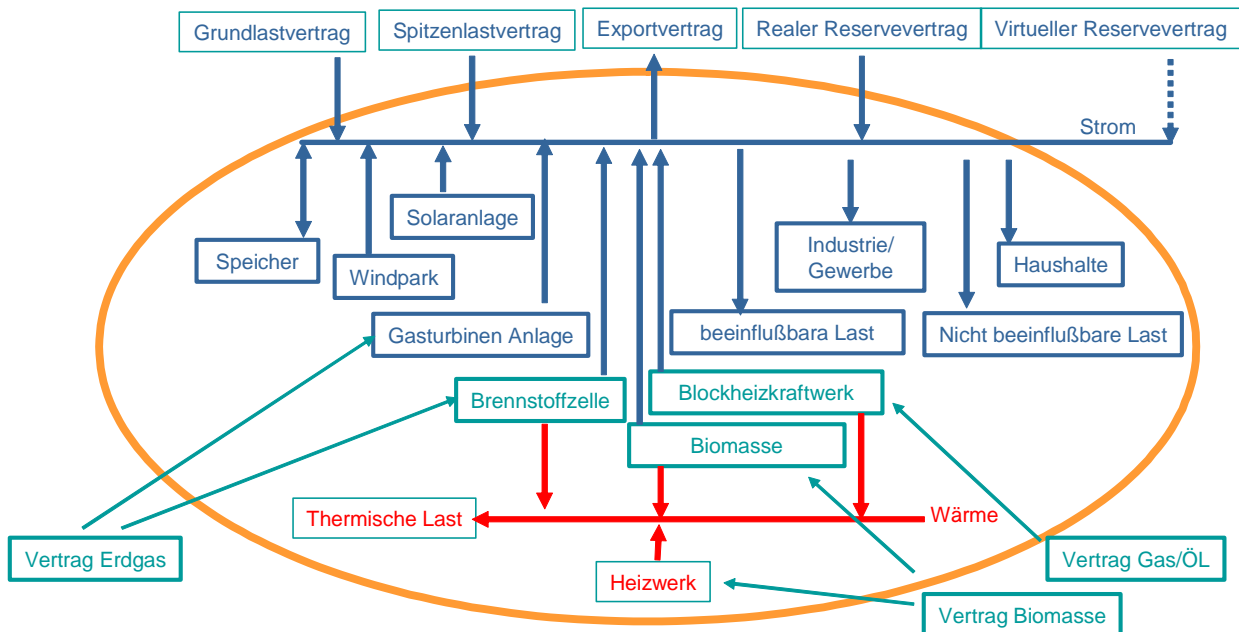 Grundlastvertrag
Spitzenlastvertrag
Exportvertrag
Realer Reservevertrag
Virtueller Reservevertrag
Strom
Solaranlage
Speicher
Windpark
Industrie/
Gewerbe
Haushalte
Gasturbinen Anlage
beeinflußbara Last
Nicht beeinflußbare Last
Brennstoffzelle
Blockheizkraftwerk
Biomasse
Thermische Last
Wärme
Vertrag Erdgas
Vertrag Gas/ÖL
Heizwerk
Vertrag Biomasse